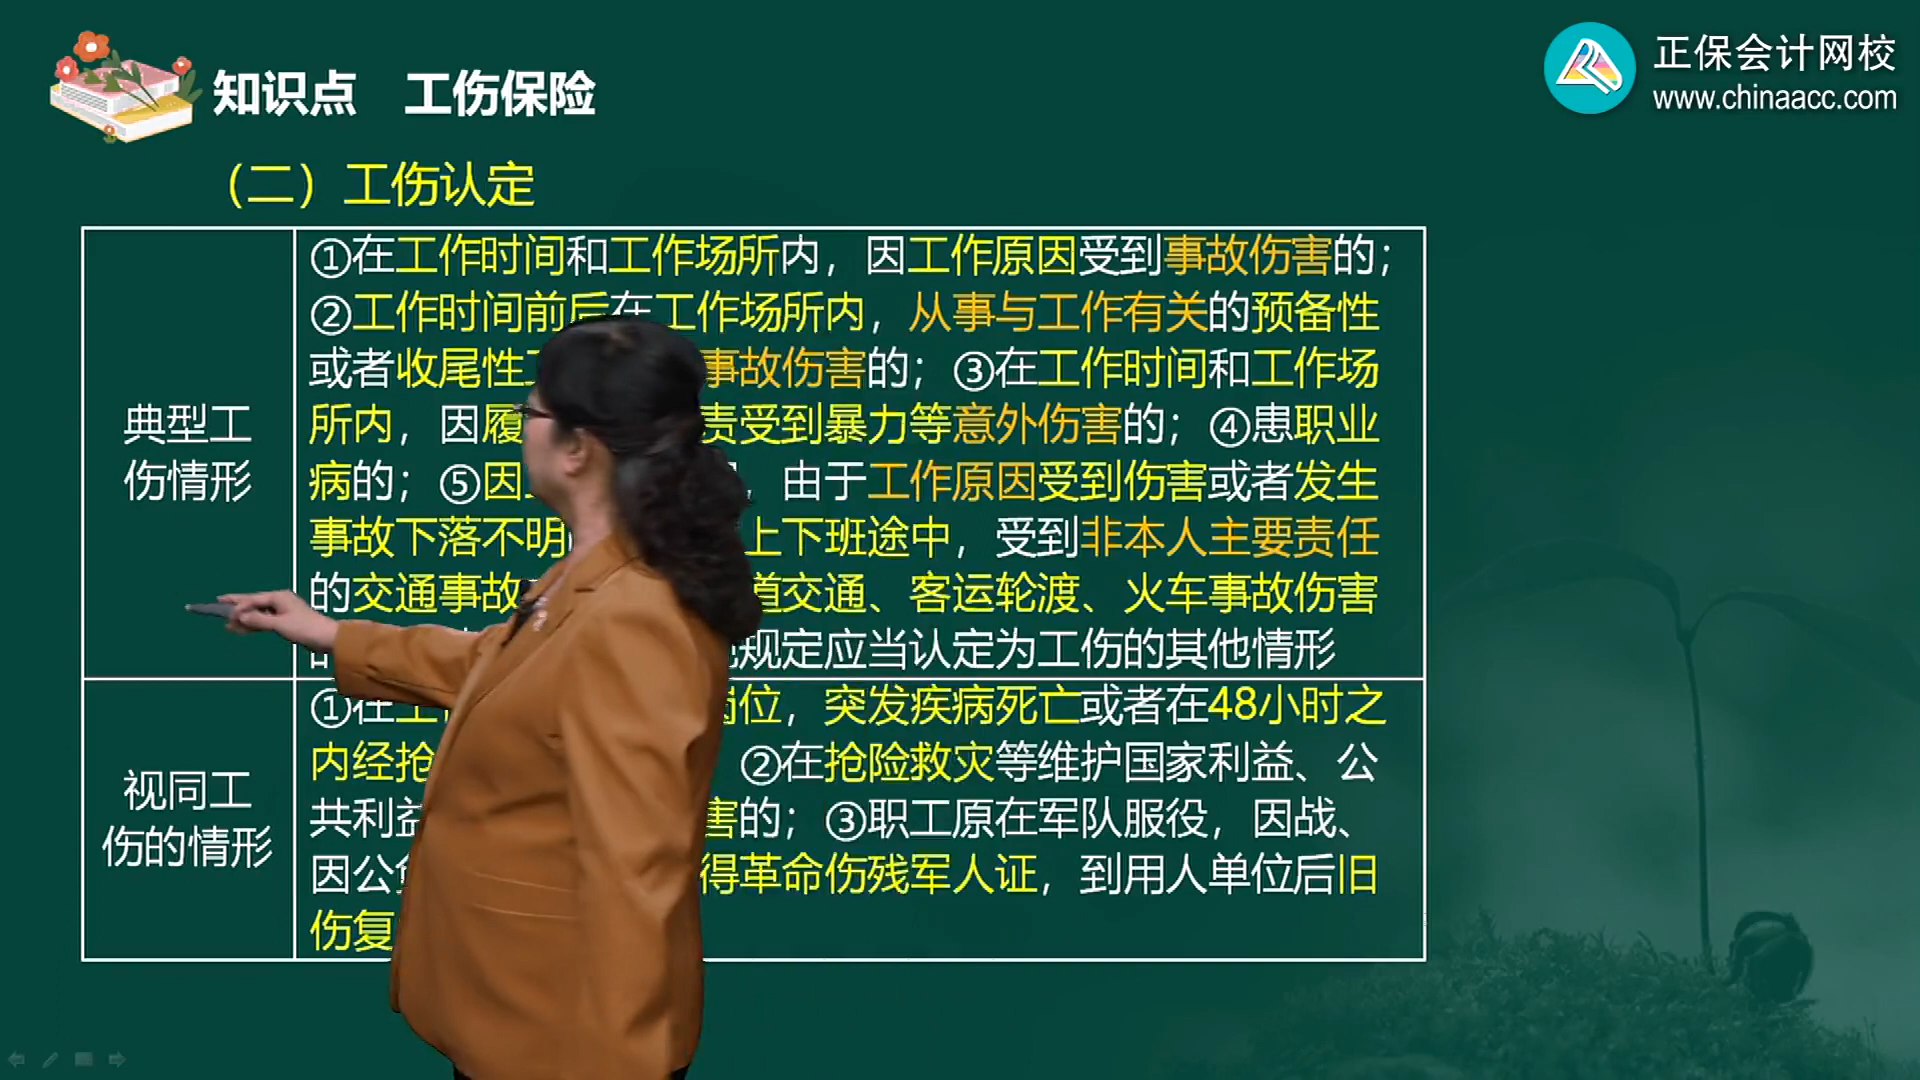 知识点 工伤保险
正保会计网校
www.chinaacc.com
（二）工伤认定
典型工
伤情形
①在工作时间和工作场所内，因工作原因受到事故伤害的；
②工作时间前后在工作场所内，从事与工作有关的预备性
或者收尾性 事故伤害的；③在工作时间和工作场
所内，因履 责受到暴力等意外伤害的；④患职业
病的；⑤因 ，由于工作原因受到伤害或者发生
事故下落不明 上下班途中，受到非本人主要责任
的交通事故 道交通、客运轮渡、火车事故伤害
规定应当认定为工伤的其他情形
视同工
伤的情形
①在工 岗位，突发疾病死亡或者在48小时之
内经抢 ②在抢险救灾等维护国家利益、公
共利益 害的；③职工原在军队服役，因战、
因公负 得革命伤残军人证，到用人单位后旧
伤复